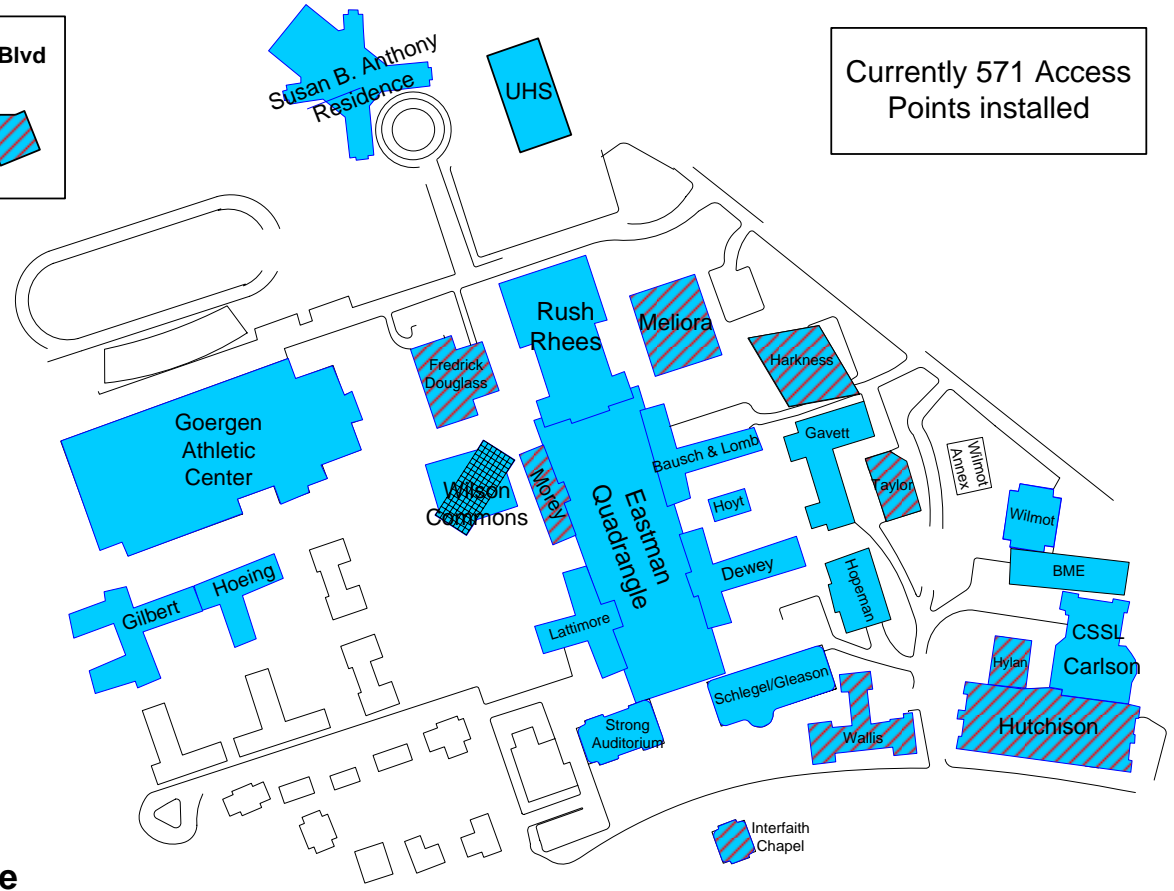 Blvd
Susan B. Anthony
Residence
UHS
Currently 571 Access
Points installed
Rush
Rhees
Meliora
Harkness
Fredrick
Douglass
Goergen
Athletic
Center
Gavett
Bausch & Lomb
Wilmot
Annex
Taylor
Wilson
Commons
Morey
Eastman
Quadrangle
Hoyt
Wilmot
Dewey
BME
Hoeing
Gilbert
Hopeman
Lattimore
CSSL
Carlson
Hylan
Schlegel/Gleason
Strong
Auditorium
Wallis
Hutchison
Interfaith
Chapel
e